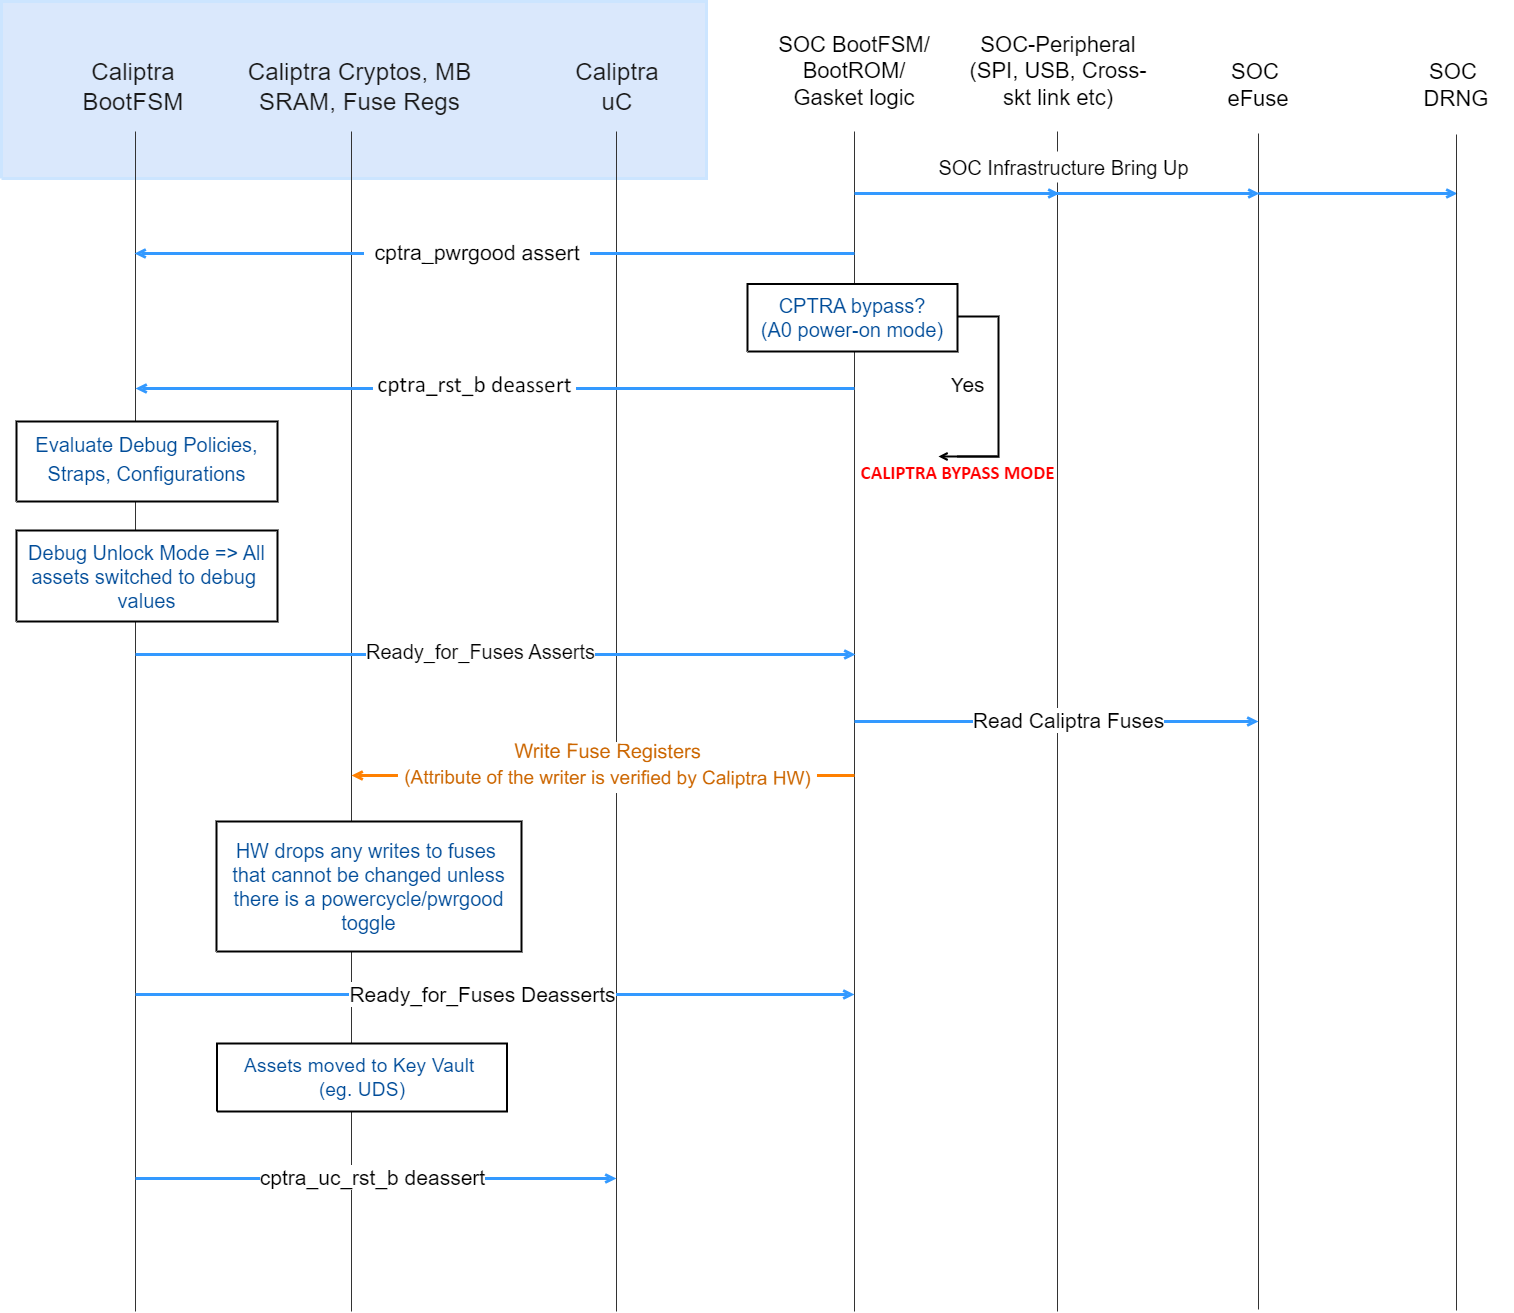 Caliptra
BootFSM
Caliptra Cryptos, MB
SRAM, Fuse Regs
Caliptra
uC
SOC BootFSM/
BootROM/
Gasket logic
SOC-Peripheral
(SPI, USB, Cross-
skt link etc)
SOC
eFuse
SOC
DRNG
SOC Infrastructure Bring Up
cptra_pwrgood assert
CPTRA bypass?
(A0 power-on mode)
cptra_rst_b deassert
Yes
CALIPTRA BYPASS MODE
Evaluate Debug Policies,
Straps, Configurations
Debug Unlock Mode => All
assets switched to debug
values
Ready_for_Fuses Asserts
Read Caliptra Fuses
Write Fuse Registers
(Attribute of the writer is verified by Caliptra HW)
HW drops any writes to fuses
that cannot be changed unless
there is a powercycle/pwrgood
toggle
Ready_for_Fuses Deasserts
Assets moved to Key Vault
(eg. UDS)
cptra_uc_rst_b deassert